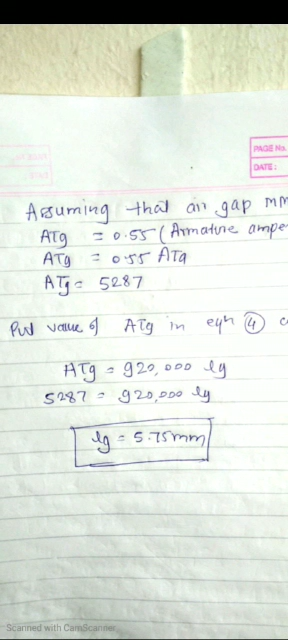 PAGE No.
DATE:
Assuming that air gap MM
ATg = 0.55 (Armature ampe
ATg = 0.55 ATa
ATg = 5287
Put value of ATg in eqn ④
ATg = 920,000 lg
5287 = 920,000 lg
lg = 5.75mm
Scanned with CamScanner